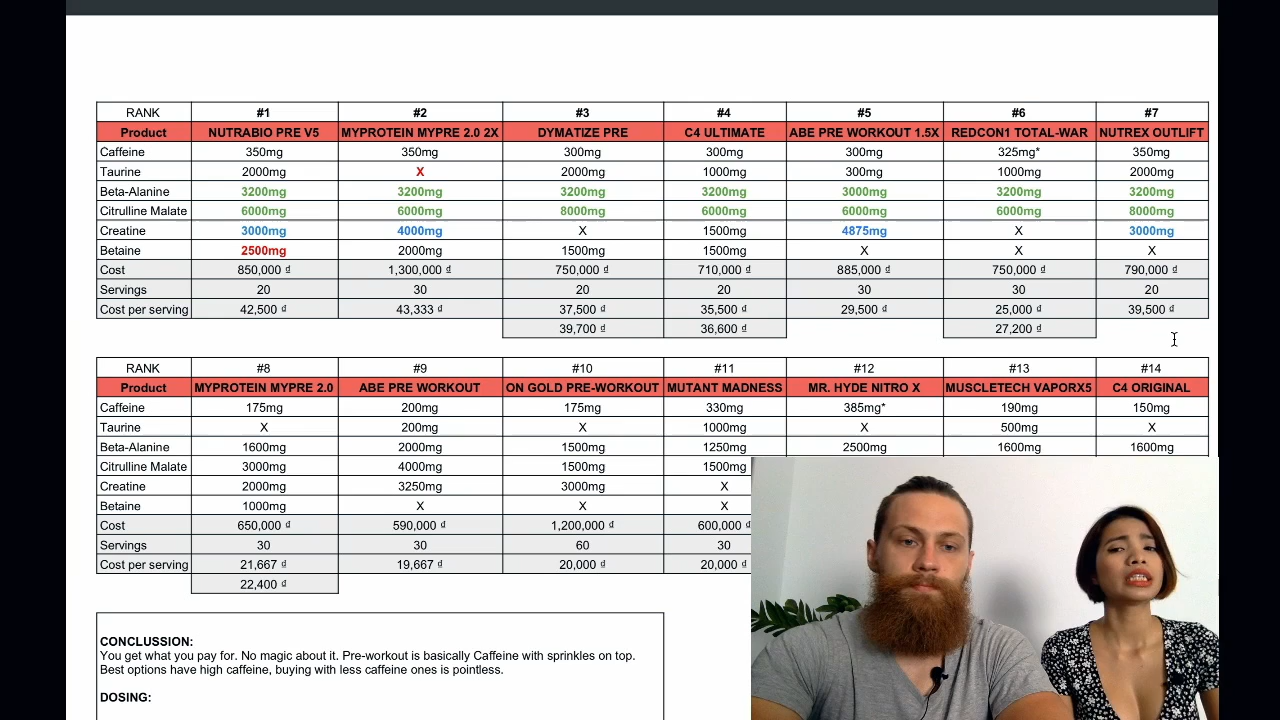 RANK #1 #2 #3 #4 #5 #6 #7
Product NUTRABIO PRE V5 MYPROTEIN MYPRE 2.0 2X DYMATIZE PRE C4 ULTIMATE ABE PRE WORKOUT 1.5X REDCON1 TOTAL-WAR NUTREX OUTLIFT
Caffeine 350mg 350mg 300mg 300mg 300mg 325mg* 350mg
Taurine 2000mg X 2000mg 1000mg 300mg 1000mg 2000mg
Beta-Alanine 3200mg 3200mg 3200mg 3200mg 3000mg 3200mg 3200mg
Citrulline Malate 6000mg 6000mg 8000mg 6000mg 6000mg 6000mg 8000mg
Creatine 3000mg 4000mg X 1500mg 4875mg X 3000mg
Betaine 2500mg 2000mg 1500mg 1500mg X X X
Cost 850,000 ₫ 1,300,000 ₫ 750,000 ₫ 710,000 ₫ 885,000 ₫ 750,000 ₫ 790,000 ₫
Servings 20 30 20 20 30 30 20
Cost per serving 42,500 ₫ 43,333 ₫ 37,500 ₫ 35,500 ₫ 29,500 ₫ 25,000 ₫ 39,500 ₫
39,700 ₫ 36,600 ₫ 27,200 ₫
RANK #8 #9 #10 #11 #12 #13 #14
Product MYPROTEIN MYPRE 2.0 ABE PRE WORKOUT ON GOLD PRE-WORKOUT MUTANT MADNESS MR. HYDE NITRO X MUSCLETECH VAPORX5 C4 ORIGINAL
Caffeine 175mg 200mg 175mg 330mg 385mg* 190mg 150mg
Taurine X 200mg X 1000mg X 500mg X
Beta-Alanine 1600mg 2000mg 1500mg 1250mg 2500mg 1600mg 1600mg
Citrulline Malate 3000mg 4000mg 1500mg 1500mg
Creatine 2000mg 3250mg 3000mg X
Betaine 1000mg X X X
Cost 650,000 ₫ 590,000 ₫ 1,200,000 ₫ 600,000 ₫
Servings 30 30 60 30
Cost per serving 21,667 ₫ 19,667 ₫ 20,000 ₫ 20,000 ₫
22,400 ₫
CONCLUSSION:
You get what you pay for. No magic about it. Pre-workout is basically Caffeine with sprinkles on top.
Best options have high caffeine, buying with less caffeine ones is pointless.
DOSING: